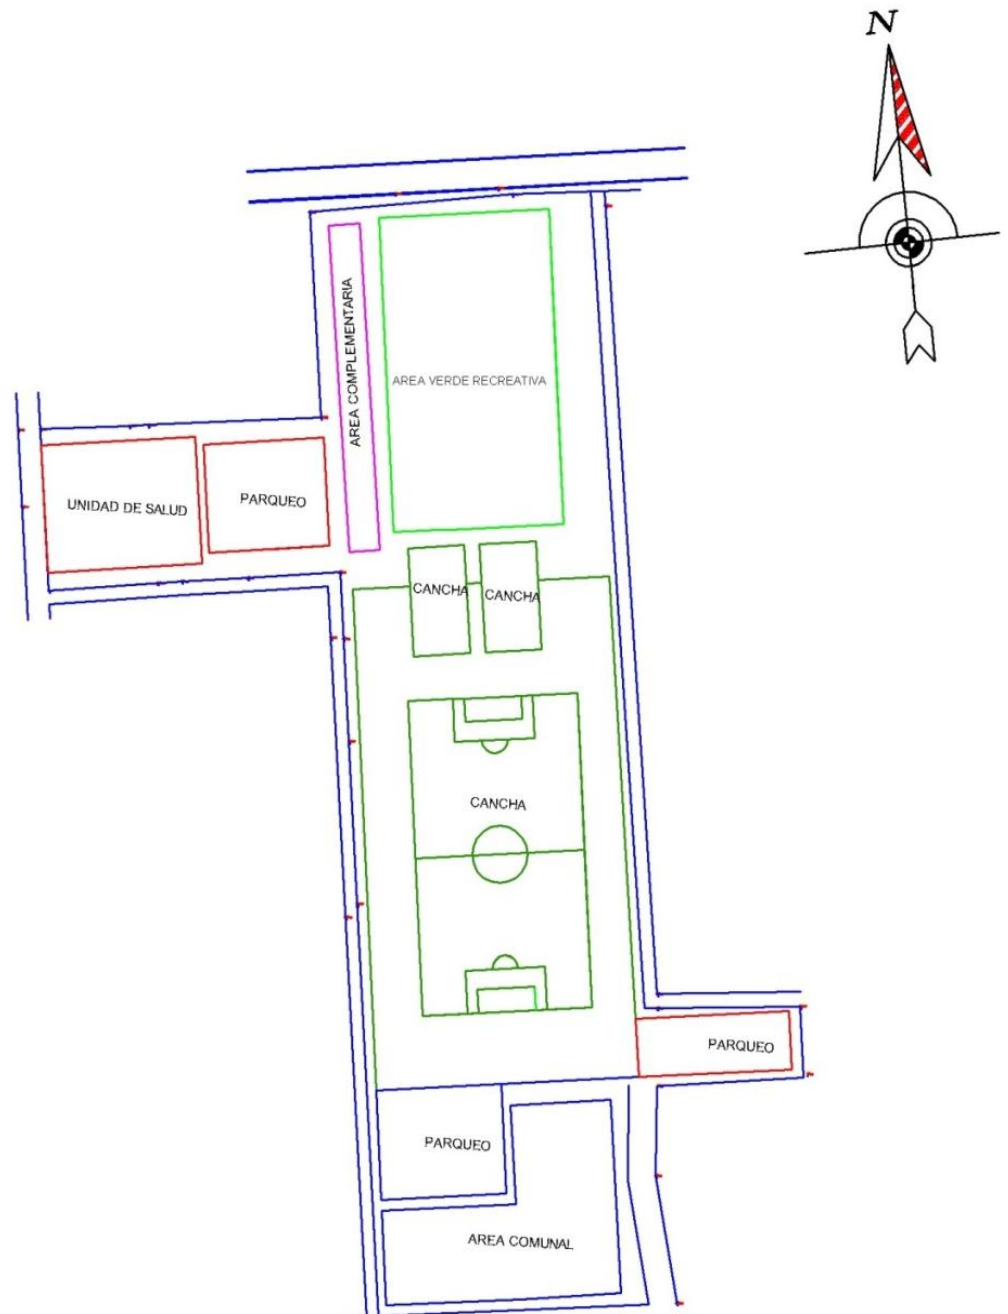 N
AREA COMPLEMENTARIA
AREA VERDE RECREATIVA
UNIDAD DE SALUD
PARQUEO
CANCHA
CANCHA
CANCHA
PARQUEO
PARQUEO
AREA COMUNAL